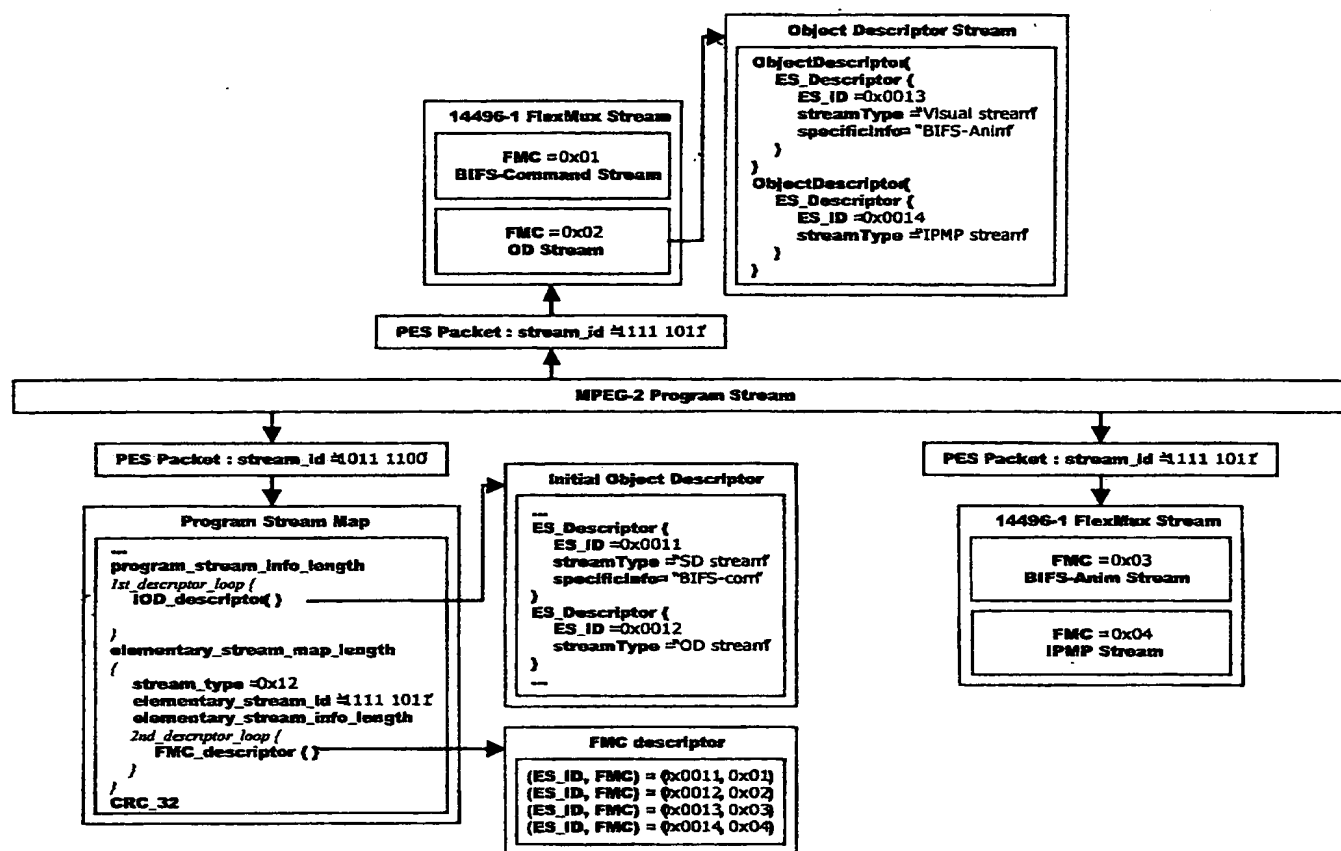 Object Descriptor Stream
ObjectDescriptor{
ES_Descriptor {
ES_ID =0x0013
streamType ="Visual stream"
specificInfo= "BIFS-Anim"
}
}
ObjectDescriptor{
ES_Descriptor {
ES_ID =0x0014
streamType ="IPMP stream"
}
}
14496-1 FlexMux Stream
FMC =0x01
BIFS-Command Stream
FMC =0x02
OD Stream
PES Packet : stream_id ='1111 1011'
MPEG-2 Program Stream
PES Packet : stream_id ='1011 1100'
Program Stream Map
...
program_stream_info_length
1st_descriptor_loop {
IOD_descriptor()
}
elementary_stream_map_length
{
stream_type =0x12
elementary_stream_id ='1111 1011'
elementary_stream_info_length
2nd_descriptor_loop {
FMC_descriptor ()
}
}
CRC_32
Initial Object Descriptor
...
ES_Descriptor {
ES_ID =0x0011
streamType ="SD stream"
specificInfo= "BIFS-com"
}
ES_Descriptor {
ES_ID =0x0012
streamType ="OD stream"
}
...
FMC descriptor
(ES_ID, FMC) = (0x0011, 0x01)
(ES_ID, FMC) = (0x0012, 0x02)
(ES_ID, FMC) = (0x0013, 0x03)
(ES_ID, FMC) = (0x0014, 0x04)
PES Packet : stream_id ='1111 1011'
14496-1 FlexMux Stream
FMC =0x03
BIFS-Anim Stream
FMC =0x04
IPMP Stream